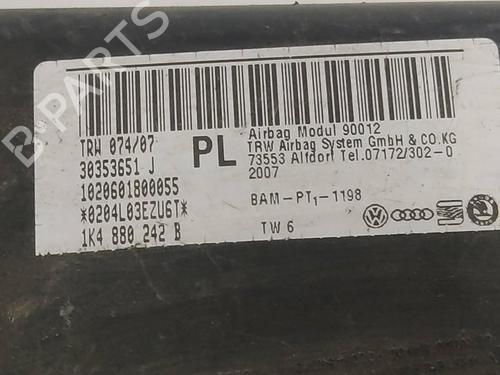 TRW 074/07
30353651 J
1020601800055
*0204L03EZU6T*
1K4 880 242 B
PL
Airbag Modul 90012
TRW Airbag System GmbH & CO.KG
73553 Alfdorf Tel.07172/302-0
2007
BAM-PT1-1198
TW 6